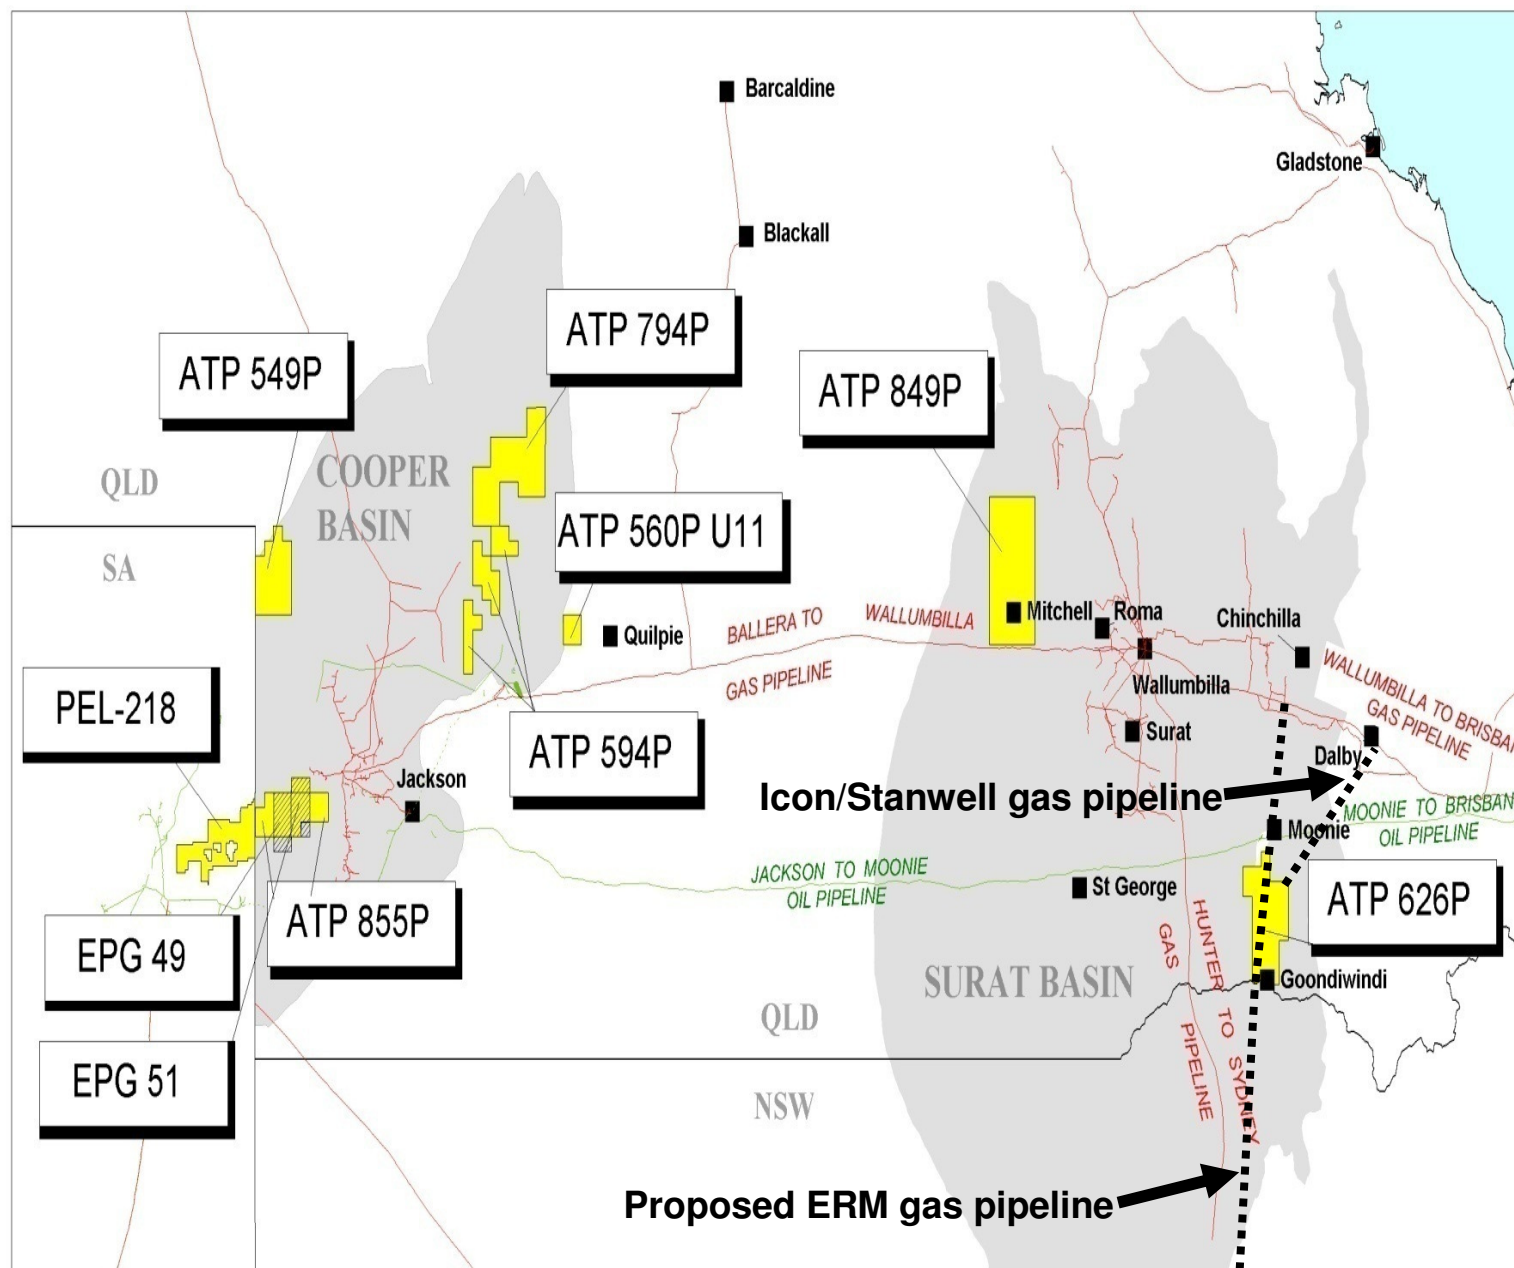 Barcaldine
Gladstone
Blackall
ATP 794P
ATP 549P
ATP 849P
COOPER
BASIN
QLD
ATP 560P U11
SA
Mitchell
Roma
Chinchilla
Quilpie
BALLERA TO WALLUMBILLA
GAS PIPELINE
Wallumbilla
WALLUMBILLA TO BRISBAN
GAS PIPELINE
PEL-218
ATP 594P
Surat
Dalby
Jackson
Icon/Stanwell gas pipeline
Moonie
MOONIE TO BRISBAN
OIL PIPELINE
JACKSON TO MOONIE
OIL PIPELINE
St George
ATP 626P
ATP 855P
EPG 49
HUNTER TO SYDNEY
GAS PIPELINE
SURAT BASIN
Goondiwindi
QLD
EPG 51
NSW
Proposed ERM gas pipeline